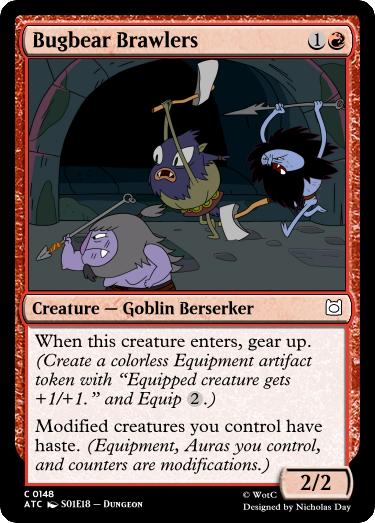 Bugbear Brawlers 1
Creature — Goblin Berserker
When this creature enters, gear up.
(Create a colorless Equipment artifact
token with “Equipped creature gets
+1/+1.” and Equip 2.)
Modified creatures you control have
haste. (Equipment, Auras you control,
and counters are modifications.)
2/2
C 0148
ATC S01E18 — Dungeon
© WotC
Designed by Nicholas Day